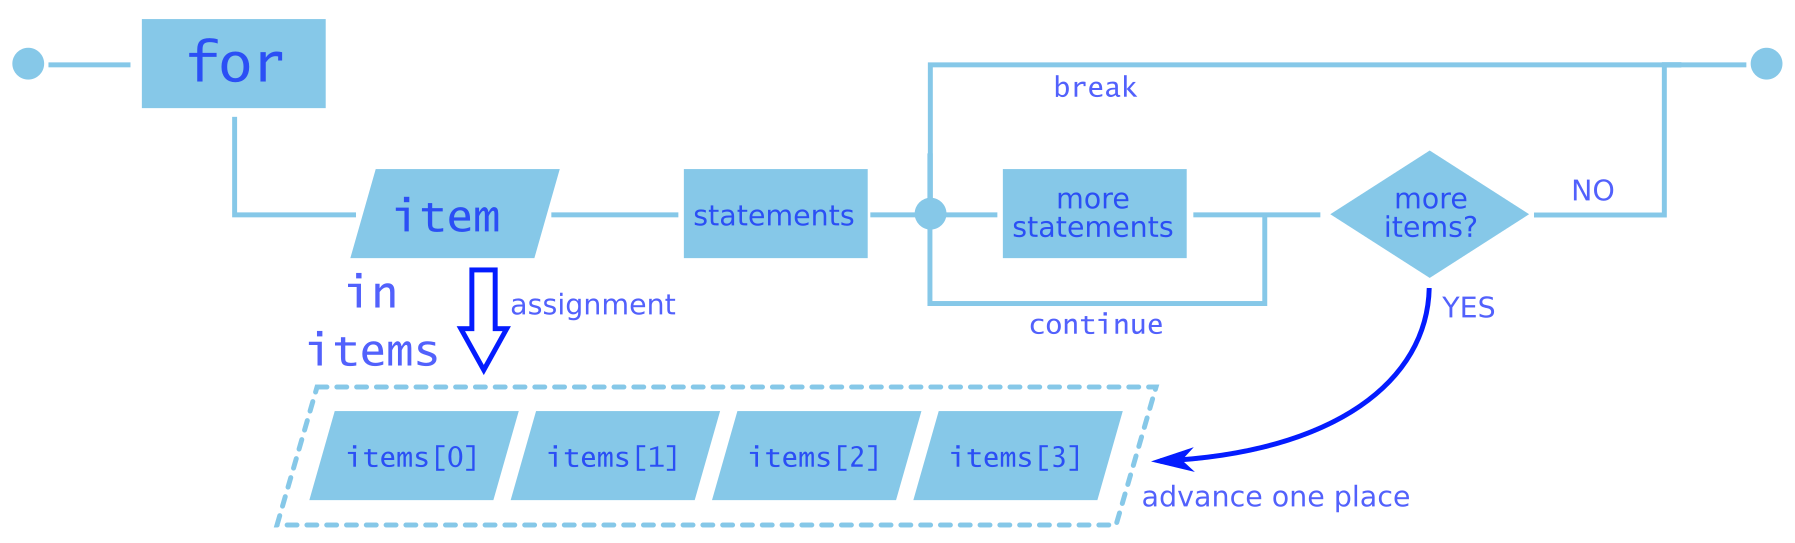 for
break
item
statements
more
statements
more
items?
NO
in
items
assignment
continue
YES
items[0]
items[1]
items[2]
items[3]
advance one place